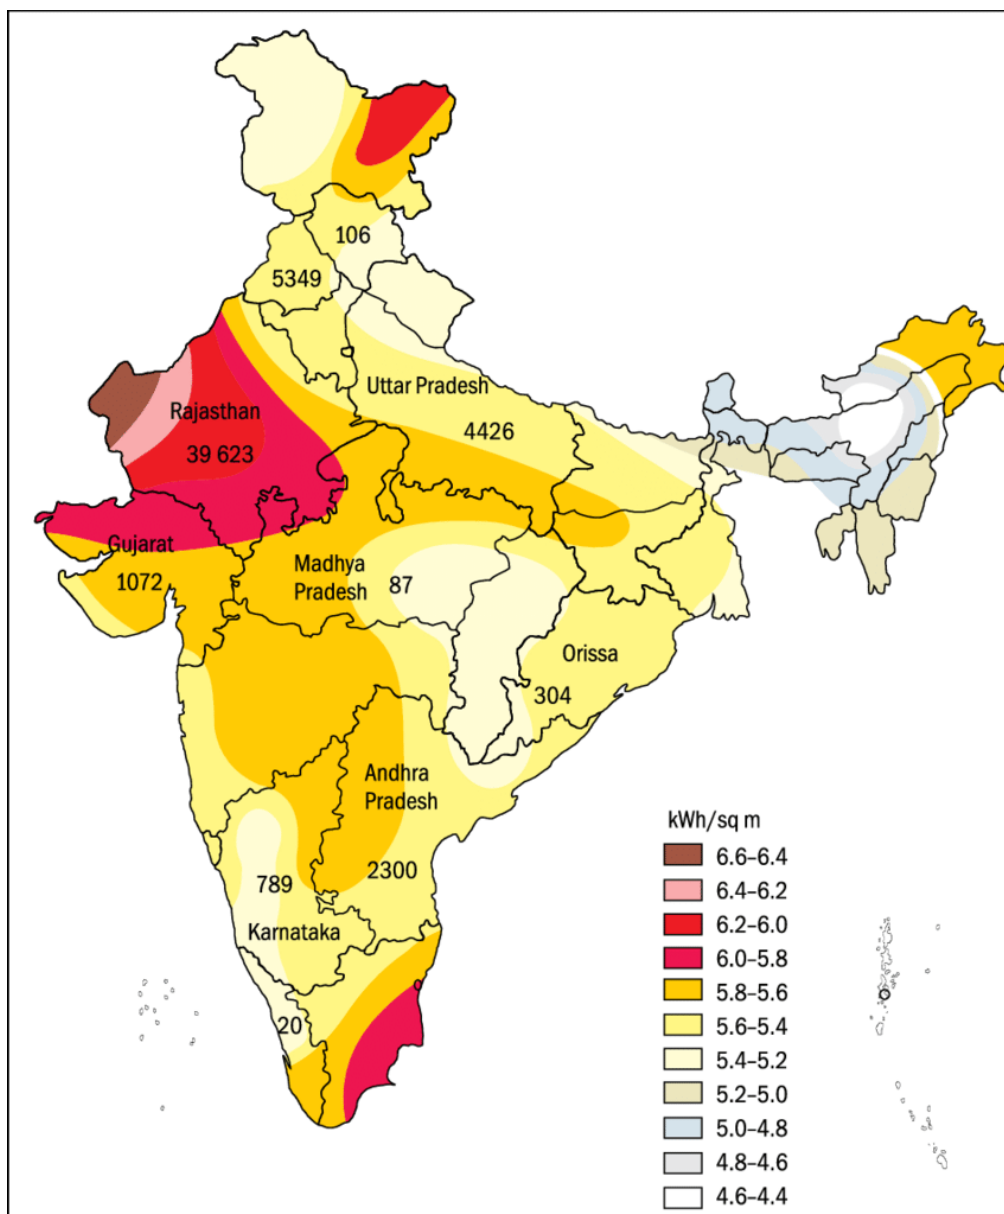 106
5349
Uttar Pradesh
Rajasthan
4426
39 623
Gujarat
1072
Madhya
Pradesh
87
Orissa
304
Andhra
Pradesh
2300
789
Karnataka
20
kWh/sq m
6.6–6.4
6.4–6.2
6.2–6.0
6.0–5.8
5.8–5.6
5.6–5.4
5.4–5.2
5.2–5.0
5.0–4.8
4.8–4.6
4.6–4.4